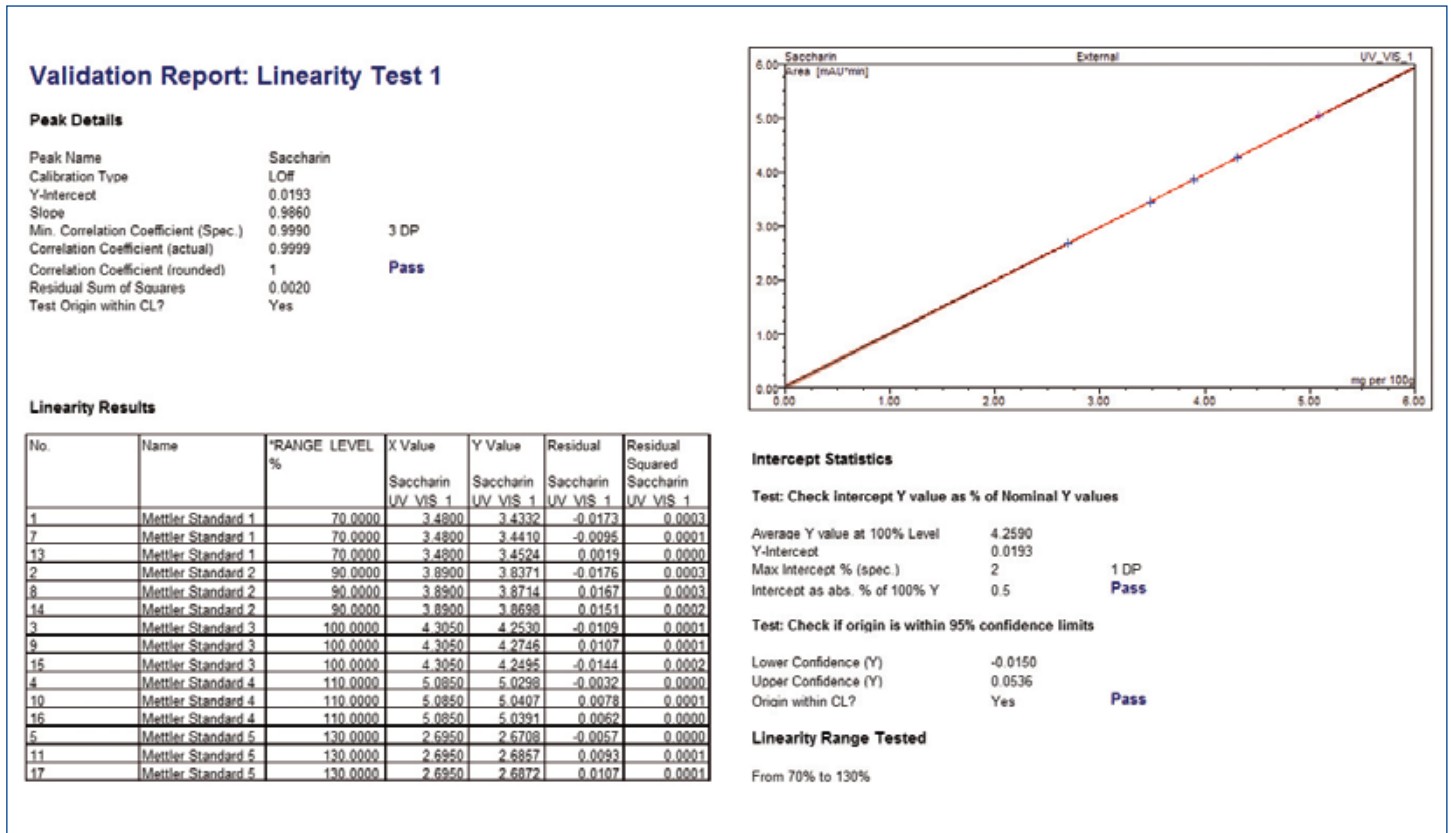 Validation Report: Linearity Test 1
Peak Details
Peak Name Saccharin
Calibration Type LOff
Y-Intercept 0.0193
Slope 0.9860
Min. Correlation Coefficient (Spec.) 0.9990 3 DP
Correlation Coefficient (actual) 0.9999
Correlation Coefficient (rounded) 1 Pass
Residual Sum of Squares 0.0020
Test Origin within CL? Yes
Linearity Results
No. Name *RANGE_LEVEL X Value Y Value Residual Residual
% Squared
Saccharin Saccharin Saccharin Saccharin
UV_VIS_1 UV_VIS_1 UV_VIS_1 UV_VIS_1
1 Mettler Standard 1 70.0000 3.4800 3.4332 -0.0173 0.0003
7 Mettler Standard 1 70.0000 3.4800 3.4410 -0.0095 0.0001
13 Mettler Standard 1 70.0000 3.4800 3.4524 0.0019 0.0000
2 Mettler Standard 2 90.0000 3.8900 3.8371 -0.0176 0.0003
8 Mettler Standard 2 90.0000 3.8900 3.8714 0.0167 0.0003
14 Mettler Standard 2 90.0000 3.8900 3.8698 0.0151 0.0002
3 Mettler Standard 3 100.0000 4.3050 4.2530 -0.0109 0.0001
9 Mettler Standard 3 100.0000 4.3050 4.2746 0.0107 0.0001
15 Mettler Standard 3 100.0000 4.3050 4.2495 -0.0144 0.0002
4 Mettler Standard 4 110.0000 5.0850 5.0298 -0.0032 0.0000
10 Mettler Standard 4 110.0000 5.0850 5.0407 0.0078 0.0001
16 Mettler Standard 4 110.0000 5.0850 5.0391 0.0062 0.0000
5 Mettler Standard 5 130.0000 2.6950 2.6708 -0.0057 0.0000
11 Mettler Standard 5 130.0000 2.6950 2.6857 0.0093 0.0001
17 Mettler Standard 5 130.0000 2.6950 2.6872 0.0107 0.0001
Saccharin External UV_VIS_1
6.00 Area [mAU*min]
5.00
4.00
3.00
2.00
1.00
0.00
mg per 100g
0.00 1.00 2.00 3.00 4.00 5.00 6.00
Intercept Statistics
Test: Check intercept Y value as % of Nominal Y values
Average Y value at 100% Level 4.2590
Y-Intercept 0.0193
Max Intercept % (spec.) 2 1 DP
Intercept as abs. % of 100% Y 0.5 Pass
Test: Check if origin is within 95% confidence limits
Lower Confidence (Y) -0.0150
Upper Confidence (Y) 0.0536
Origin within CL? Yes Pass
Linearity Range Tested
From 70% to 130%